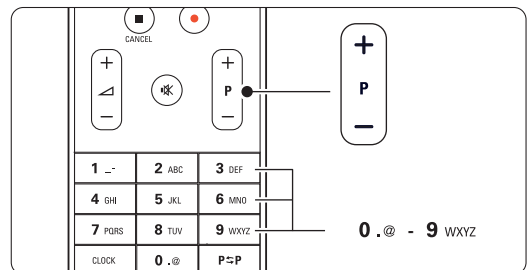 CANCEL
+ + +
P P
− − −
1 _- 2 ABC 3 DEF
4 GHI 5 JKL 6 MNO
7 PQRS 8 TUV 9 WXYZ
0 .@ - 9 WXYZ
CLOCK 0 .@ P⇆P